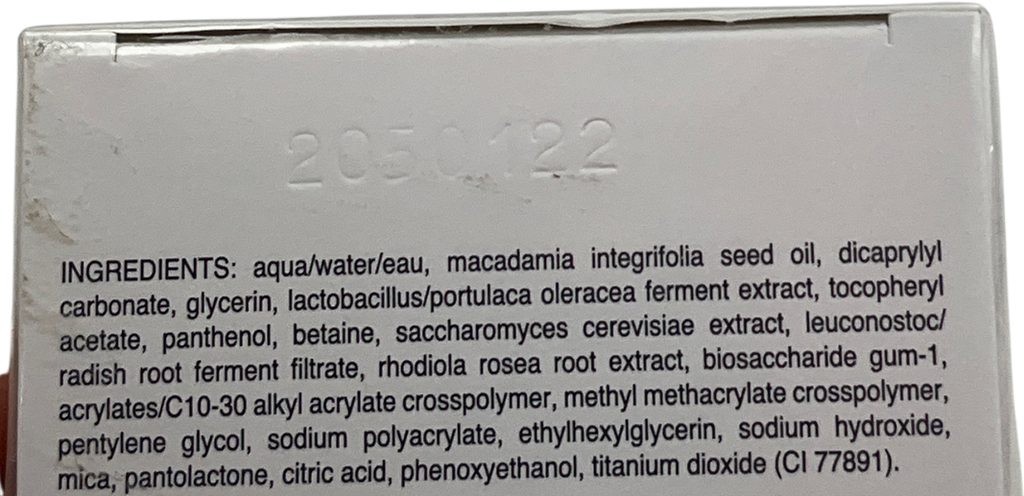 2050122
INGREDIENTS: aqua/water/eau, macadamia integrifolia seed oil, dicaprylyl
carbonate, glycerin, lactobacillus/portulaca oleracea ferment extract, tocopheryl
acetate, panthenol, betaine, saccharomyces cerevisiae extract, leuconostoc/
radish root ferment filtrate, rhodiola rosea root extract, biosaccharide gum-1,
acrylates/C10-30 alkyl acrylate crosspolymer, methyl methacrylate crosspolymer,
pentylene glycol, sodium polyacrylate, ethylhexylglycerin, sodium hydroxide,
mica, pantolactone, citric acid, phenoxyethanol, titanium dioxide (CI 77891).